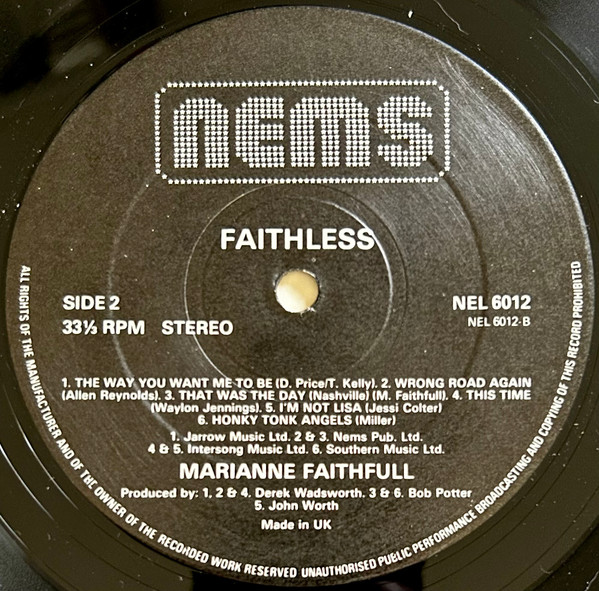 NEMS
FAITHLESS
SIDE 2
33⅓ RPM STEREO
NEL 6012
NEL 6012-B
1. THE WAY YOU WANT ME TO BE (D. Price/T. Kelly). 2. WRONG ROAD AGAIN
(Allen Reynolds). 3. THAT WAS THE DAY (Nashville) (M. Faithfull). 4. THIS TIME
(Waylon Jennings). 5. I'M NOT LISA (Jessi Colter)
6. HONKY TONK ANGELS (Miller)
1. Jarrow Music Ltd. 2 & 3. Nems Pub. Ltd.
4 & 5. Intersong Music Ltd. 6. Southern Music Ltd.
MARIANNE FAITHFULL
Produced by: 1, 2 & 4. Derek Wadsworth. 3 & 6. Bob Potter
5. John Worth
Made in UK
ALL RIGHTS OF THE MANUFACTURER AND OF THE OWNER OF THE RECORDED WORK RESERVED UNAUTHORISED PUBLIC PERFORMANCE BROADCASTING AND COPYING OF THIS RECORD PROHIBITED